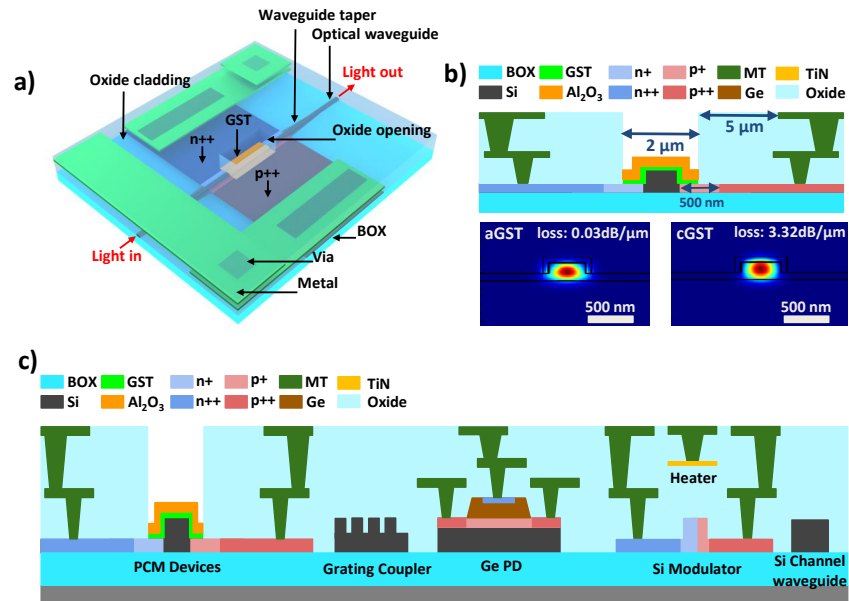 a)
Waveguide taper
Optical waveguide
Light out
Oxide cladding
GST
Oxide opening
n++
p++
BOX
Light in
Via
Metal
b)
BOX GST n+ p+ MT TiN
Si Al₂O₃ n++ p++ Ge Oxide
5 μm
2 μm
500 nm
aGST loss: 0.03dB/μm
500 nm
cGST loss: 3.32dB/μm
500 nm
c)
BOX GST n+ p+ MT TiN
Si Al₂O₃ n++ p++ Ge Oxide
Heater
PCM Devices
Grating Coupler
Ge PD
Si Modulator
Si Channel
waveguide